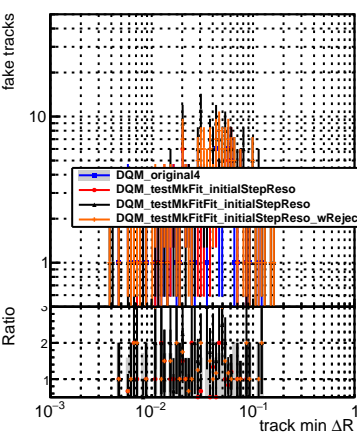 fake tracks
10
DQM_original4
DQM_testMkFit_initialStepReso
DQM_testMkFitFit_initialStepReso
DQM_testMkFitFit_initialStepReso_wRejec
1
Ratio
2
1
10⁻³ 10⁻² 10⁻¹ 1
track min ΔR